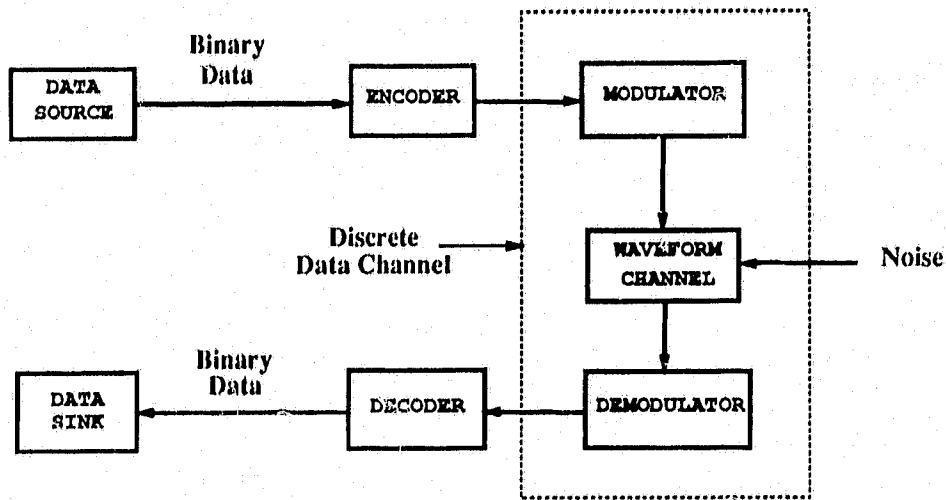 Binary
Data
DATA
SOURCE
ENCODER
MODULATOR
Discrete
Data Channel
WAVEFORM
CHANNEL
Noise
Binary
Data
DATA
SINK
DECODER
DEMODULATOR